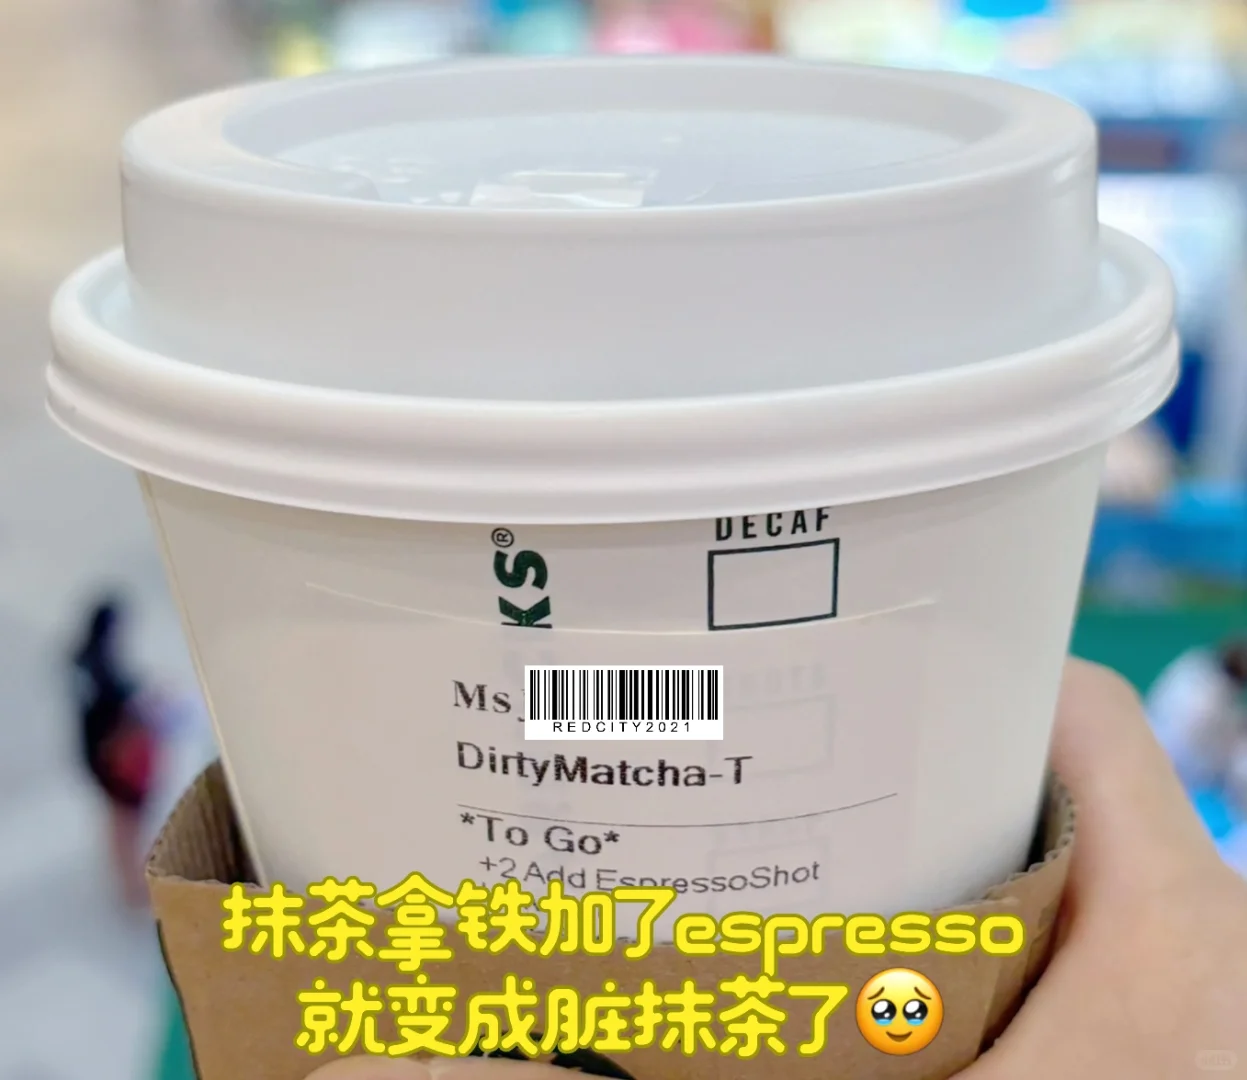 DECAF
KS®
Ms
REDCITY2021
DirtyMatcha-T
*To Go*
+2 Add EspressoShot
抹茶拿铁加了espresso
就变成脏抹茶了🥹